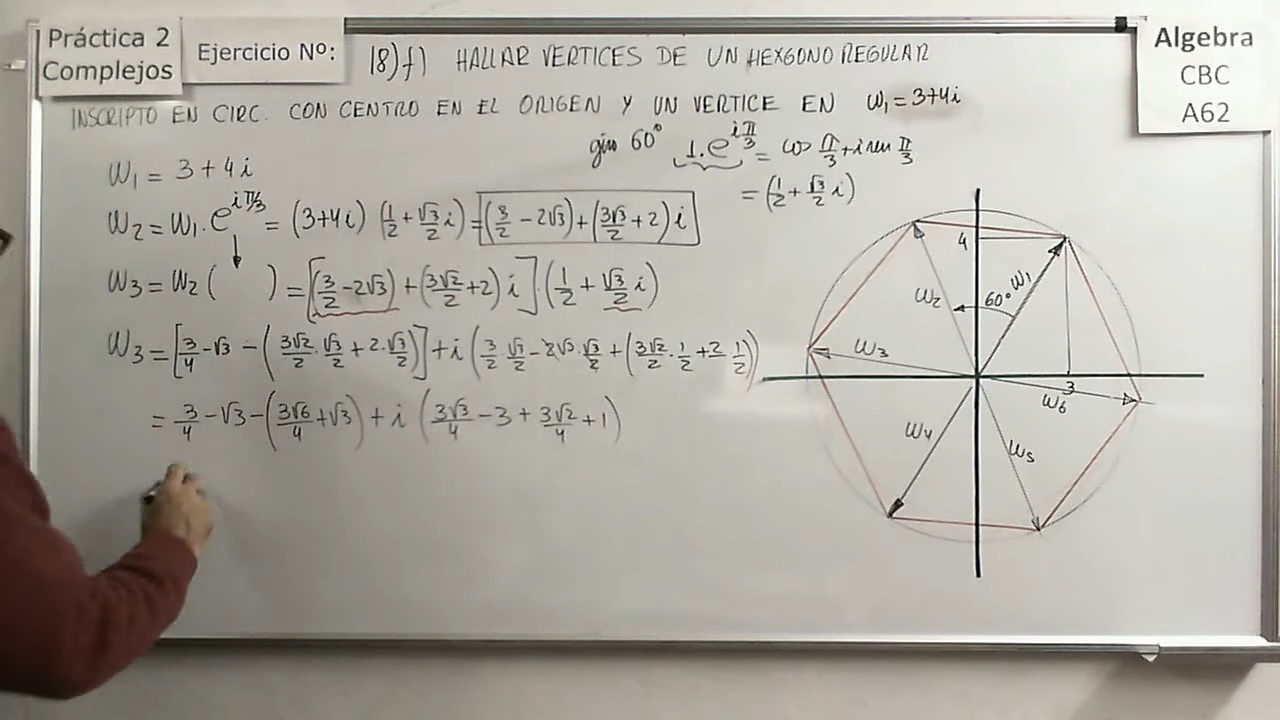 Práctica 2
Complejos
Ejercicio Nº:
18) f) HALLAR VERTICES DE UN HEXGONO REGULAR
INSCRIPTO EN CIRC. CON CENTRO EN EL ORIGEN Y UN VERTICE EN w₁ = 3+4i
Algebra
CBC
A62
giro 60° 1·e^{iπ/3} = cos π/3 + i sen π/3
= (1/2 + √3/2 i)
w₁ = 3 + 4i
w₂ = w₁ · e^{iπ/3} = (3+4i) (1/2 + √3/2 i) = (3/2 − 2√3) + (3√3/2 + 2) i
w₃ = w₂ ( ) = [(3/2 − 2√3) + (3√2/2 + 2) i] (1/2 + √3/2 i)
w₃ = [3/4 − √3 − (3√2/2 · √3/2 + 2 · √3/2)] + i (3/2 √3/2 − 2√3 · √3/2 + (3√2/2 · 1/2 + 2 1/2))
= 3/4 − √3 − (3√6/4 + √3) + i (3√3/4 − 3 + 3√2/4 + 1)
4
w₁
60°
w₂
w₃
3
w₆
w₄
w₅